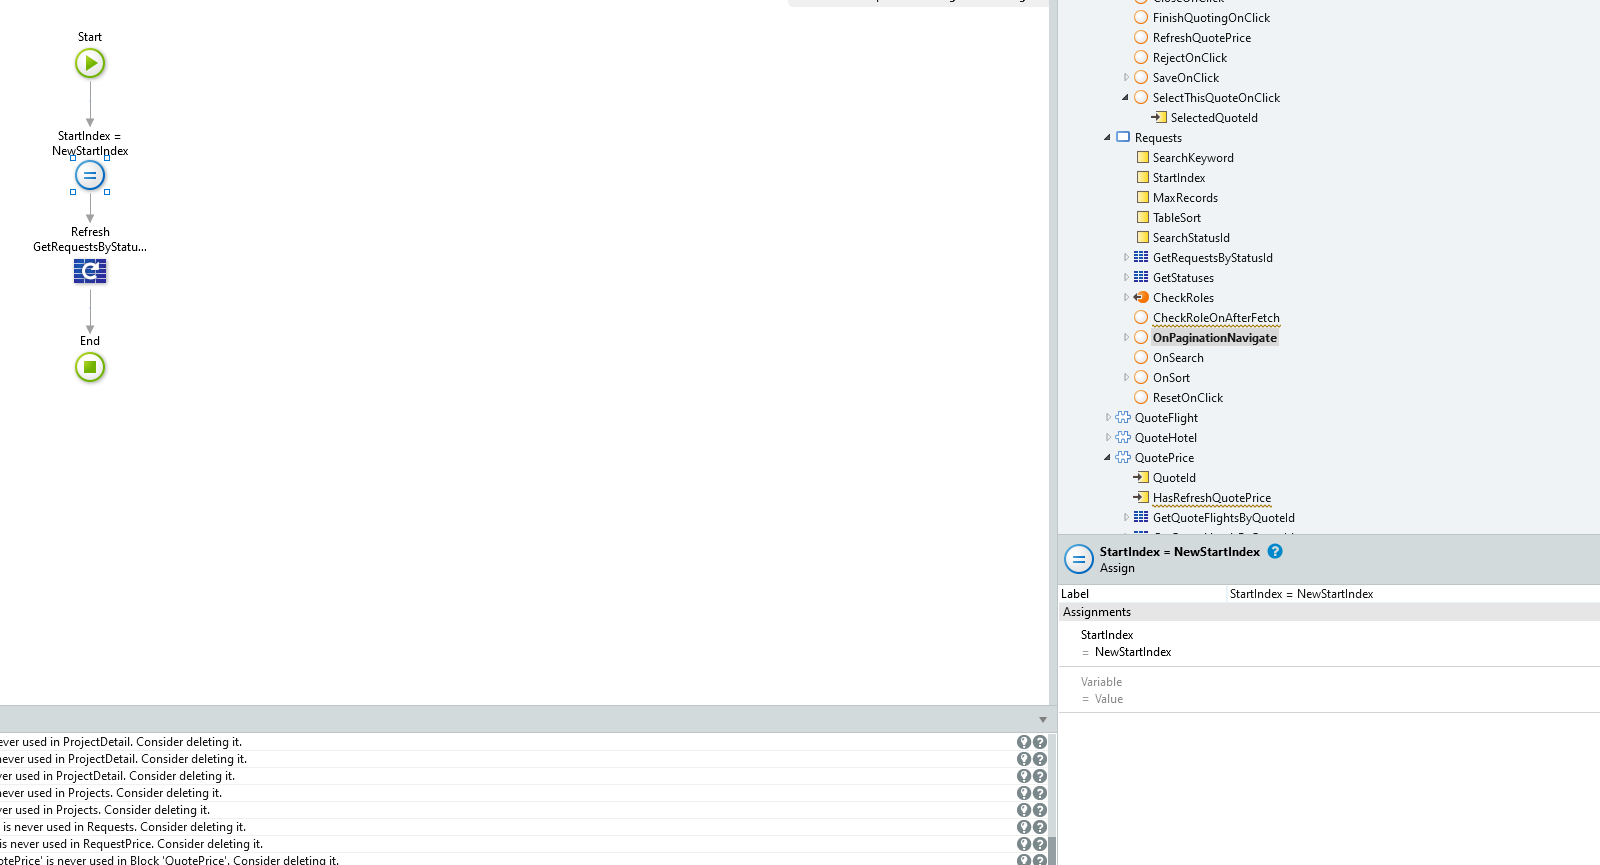 Start
StartIndex =
NewStartIndex
Refresh
GetRequestsByStatu...
End
CloseOnClick
FinishQuotingOnClick
RefreshQuotePrice
RejectOnClick
SaveOnClick
SelectThisQuoteOnClick
SelectedQuoteId
Requests
SearchKeyword
StartIndex
MaxRecords
TableSort
SearchStatusId
GetRequestsByStatusId
GetStatuses
CheckRoles
CheckRoleOnAfterFetch
OnPaginationNavigate
OnSearch
OnSort
ResetOnClick
QuoteFlight
QuoteHotel
QuotePrice
QuoteId
HasRefreshQuotePrice
GetQuoteFlightsByQuoteId
StartIndex = NewStartIndex
Assign
Label StartIndex = NewStartIndex
Assignments
StartIndex
= NewStartIndex
Variable
= Value
ever used in ProjectDetail. Consider deleting it.
never used in ProjectDetail. Consider deleting it.
ver used in ProjectDetail. Consider deleting it.
never used in Projects. Consider deleting it.
ver used in Projects. Consider deleting it.
is never used in Requests. Consider deleting it.
is never used in RequestPrice. Consider deleting it.
otePrice' is never used in Block 'QuotePrice'. Consider deleting it.